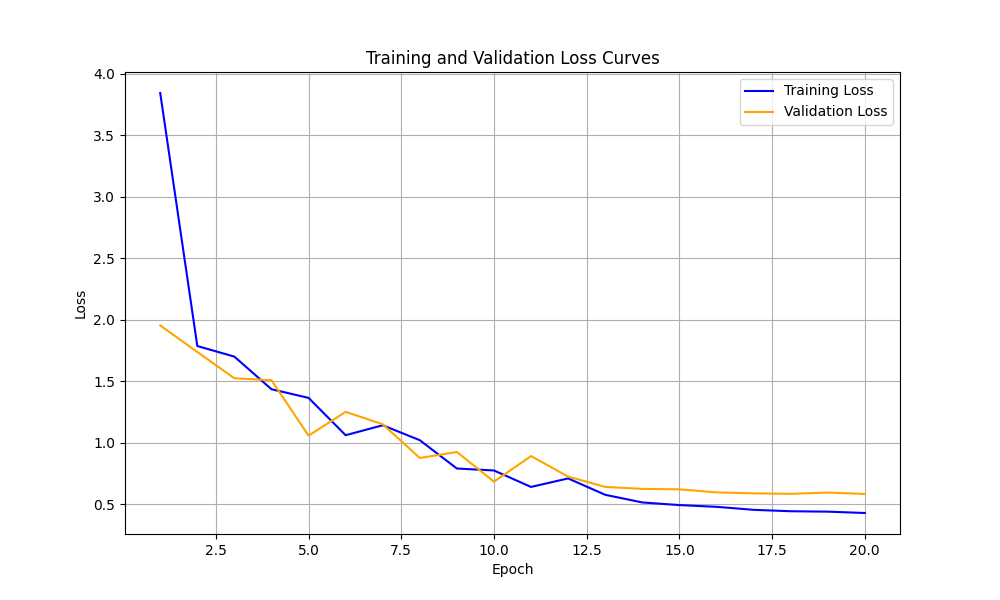 Training and Validation Loss Curves
Training Loss
Validation Loss
4.0
3.5
3.0
2.5
2.0
1.5
1.0
0.5
Loss
2.5 5.0 7.5 10.0 12.5 15.0 17.5 20.0
Epoch